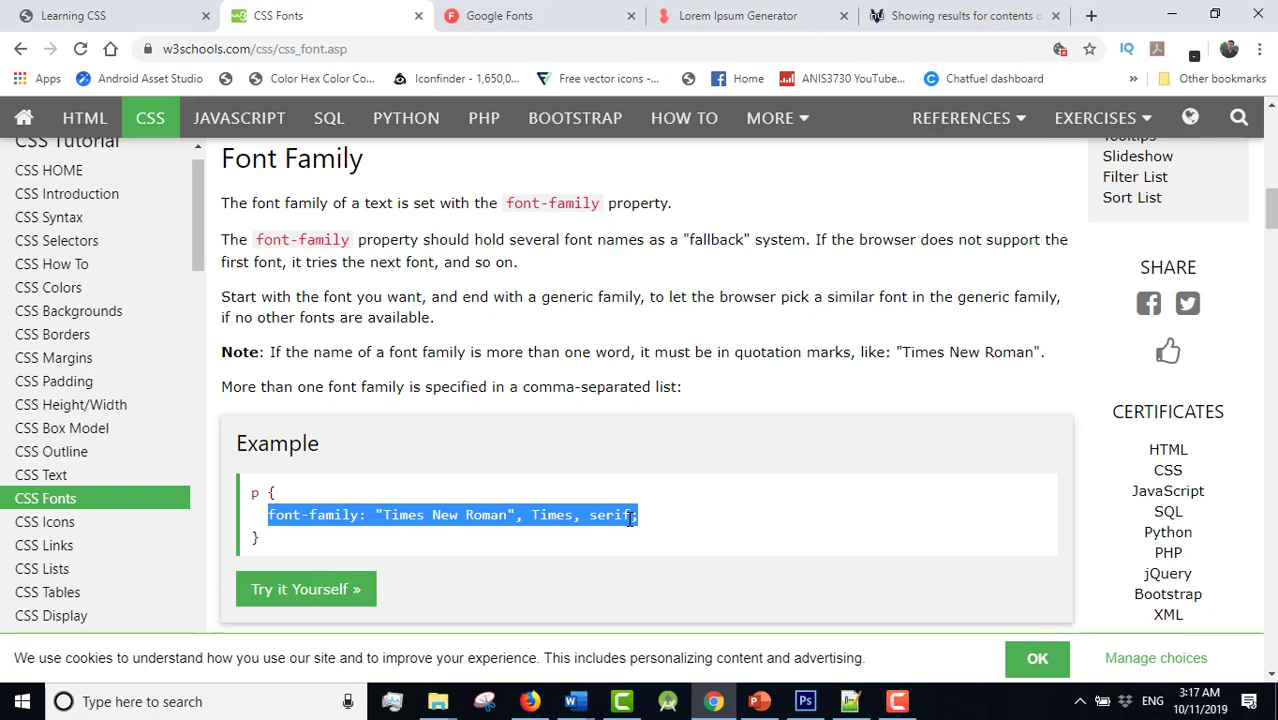 Learning CSS
CSS Fonts
Google Fonts
Lorem Ipsum Generator
Showing results for contents o
w3schools.com/css/css_font.asp
Apps
Android Asset Studio
Color Hex Color Co...
Iconfinder - 1,650,0...
Free vector icons -...
Home
ANIS3730 YouTube...
Chatfuel dashboard
»
Other bookmarks
HTML
CSS
JAVASCRIPT
SQL
PYTHON
PHP
BOOTSTRAP
HOW TO
MORE
REFERENCES
EXERCISES
CSS Tutorial
CSS HOME
CSS Introduction
CSS Syntax
CSS Selectors
CSS How To
CSS Colors
CSS Backgrounds
CSS Borders
CSS Margins
CSS Padding
CSS Height/Width
CSS Box Model
CSS Outline
CSS Text
CSS Fonts
CSS Icons
CSS Links
CSS Lists
CSS Tables
CSS Display
Font Family
The font family of a text is set with the font-family property.
The font-family property should hold several font names as a "fallback" system. If the browser does not support the
first font, it tries the next font, and so on.
Start with the font you want, and end with a generic family, to let the browser pick a similar font in the generic family,
if no other fonts are available.
Note: If the name of a font family is more than one word, it must be in quotation marks, like: "Times New Roman".
More than one font family is specified in a comma-separated list:
Example
p {
font-family: "Times New Roman", Times, serif;
}
Try it Yourself »
Tooltips
Slideshow
Filter List
Sort List
SHARE
CERTIFICATES
HTML
CSS
JavaScript
SQL
Python
PHP
jQuery
Bootstrap
XML
We use cookies to understand how you use our site and to improve your experience. This includes personalizing content and advertising.
OK
Manage choices
Type here to search
ENG
3:17 AM
10/11/2019